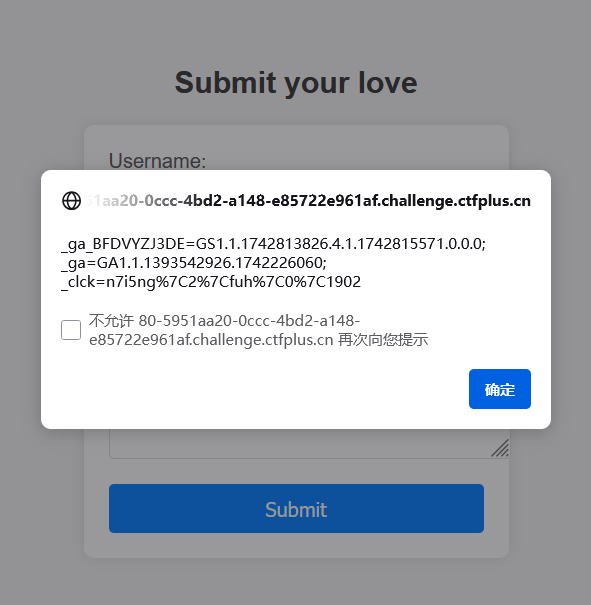 Submit your love
Username:
51aa20-0ccc-4bd2-a148-e85722e961af.challenge.ctfplus.cn
_ga_BFDVYZJ3DE=GS1.1.1742813826.4.1.1742815571.0.0.0;
_ga=GA1.1.1393542926.1742226060;
_clck=n7i5ng%7C2%7Cfuh%7C0%7C1902
不允许 80-5951aa20-0ccc-4bd2-a148-
e85722e961af.challenge.ctfplus.cn 再次向您提示
确定
Submit